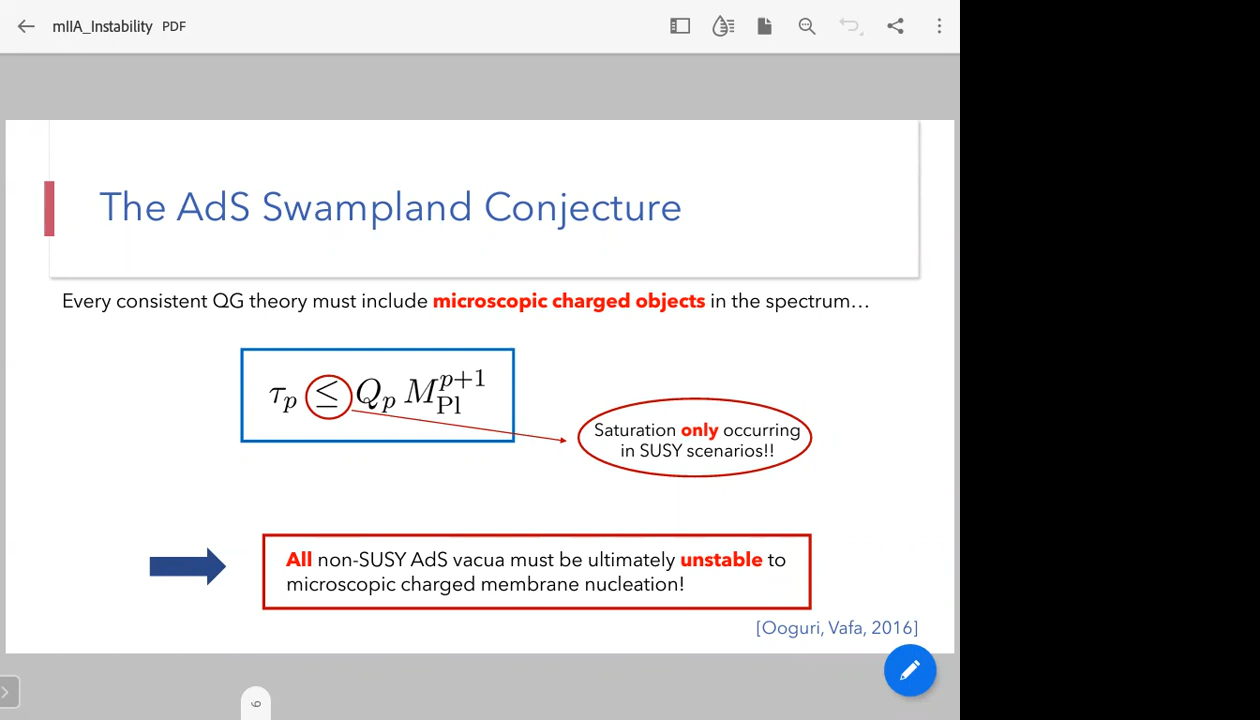 mIIA_Instability PDF
The AdS Swampland Conjecture
Every consistent QG theory must include microscopic charged objects in the spectrum…
τ_p ≤ Q_p M_Pl^{p+1}
Saturation only occurring
in SUSY scenarios!!
All non-SUSY AdS vacua must be ultimately unstable to
microscopic charged membrane nucleation!
[Ooguri, Vafa, 2016]